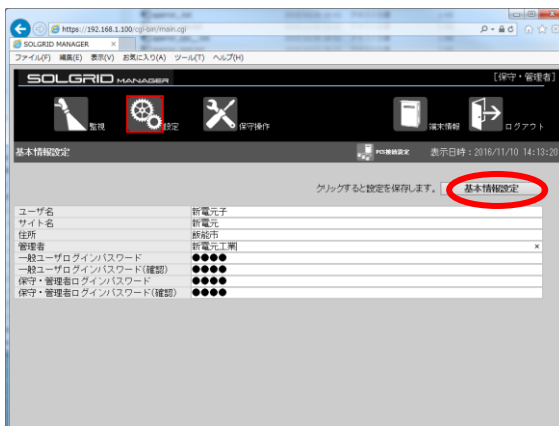 https://192.168.1.100/cgi-bin/main.cgi
SOLGRID MANAGER
ファイル(F) 編集(E) 表示(V) お気に入り(A) ツール(T) ヘルプ(H)
SOLGRID MANAGER
[保守・管理者]
監視
設定
保守操作
端末情報
ログアウト
基本情報設定
PCS接続設定
表示日時：2016/11/10 14:13:20
クリックすると設定を保存します。
基本情報設定
ユーザ名 新電元子
サイト名 新電元
住所 飯能市
管理者 新電元工業 ×
一般ユーザログインパスワード ●●●●
一般ユーザログインパスワード(確認) ●●●●
保守・管理者ログインパスワード ●●●●
保守・管理者ログインパスワード(確認) ●●●●